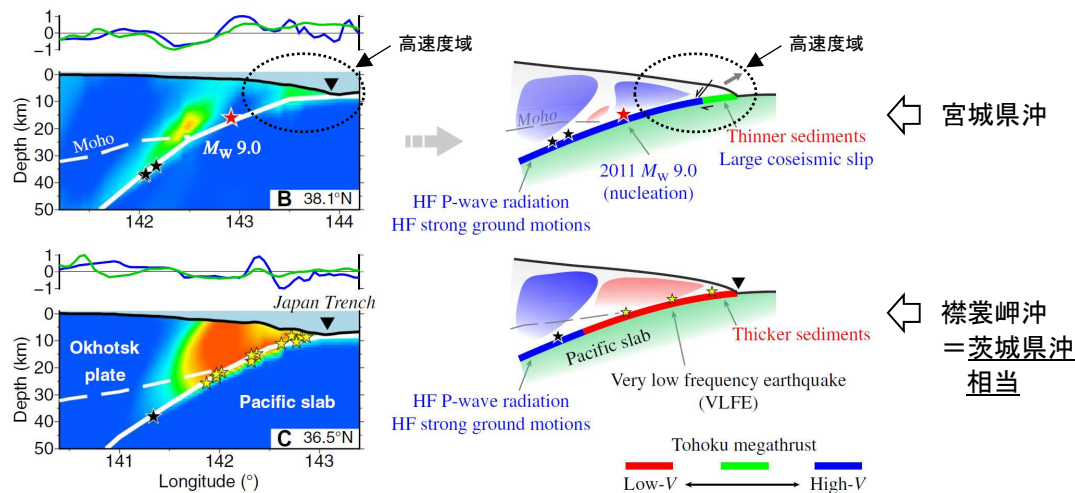 1
0
−1
高速度域
0
10
20
30
40
50
Depth (km)
Moho
Mw 9.0
B 38.1°N
142
143
144
高速度域
Moho
Thinner sediments
Large coseismic slip
2011 Mw 9.0
(nucleation)
HF P-wave radiation
HF strong ground motions
宮城県沖
1
0
−1
Japan Trench
0
10
20
30
40
50
Depth (km)
Okhotsk
plate
Pacific slab
C 36.5°N
141
142
143
Longitude (°)
Pacific slab
Thicker sediments
Very low frequency earthquake
(VLFE)
HF P-wave radiation
HF strong ground motions
襟裳岬沖
＝茨城県沖
相当
Tohoku megathrust
Low-V
High-V